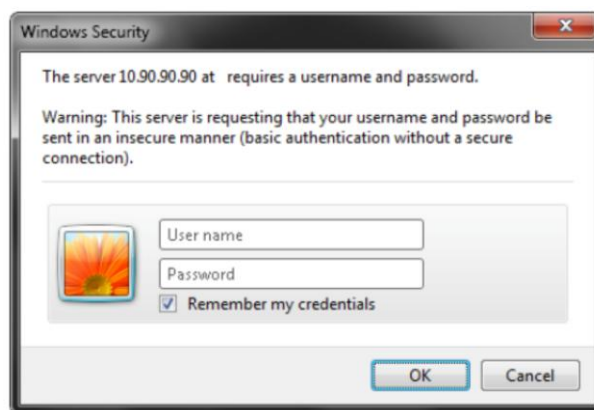 Windows Security
The server 10.90.90.90 at requires a username and password.
Warning: This server is requesting that your username and password be
sent in an insecure manner (basic authentication without a secure
connection).
User name
Password
Remember my credentials
OK
Cancel